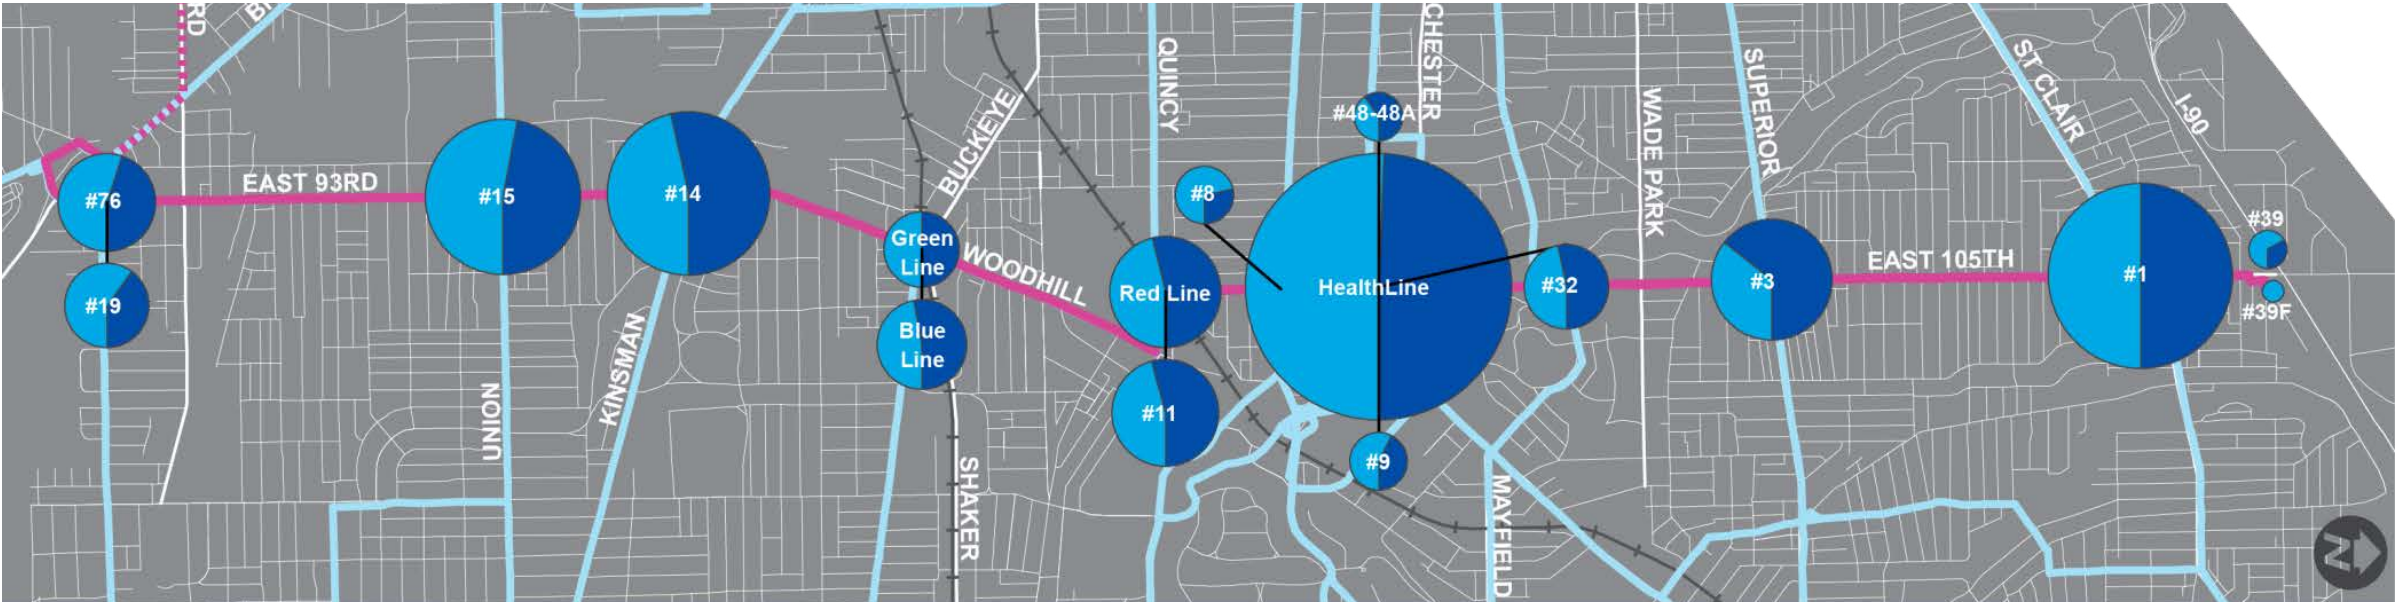 RD
BI
#76
#19
EAST 93RD
#15
UNION
#14
KINSMAN
Green
Line
Blue
Line
BUCKEYE
SHAKER
WOODHILL
QUINCY
Red Line
#11
#8
#48-48A
CHESTER
HealthLine
#9
#32
MAYFIELD
WADE PARK
SUPERIOR
#3
EAST 105TH
ST CLAIR
I-90
#1
#39
#39F
N